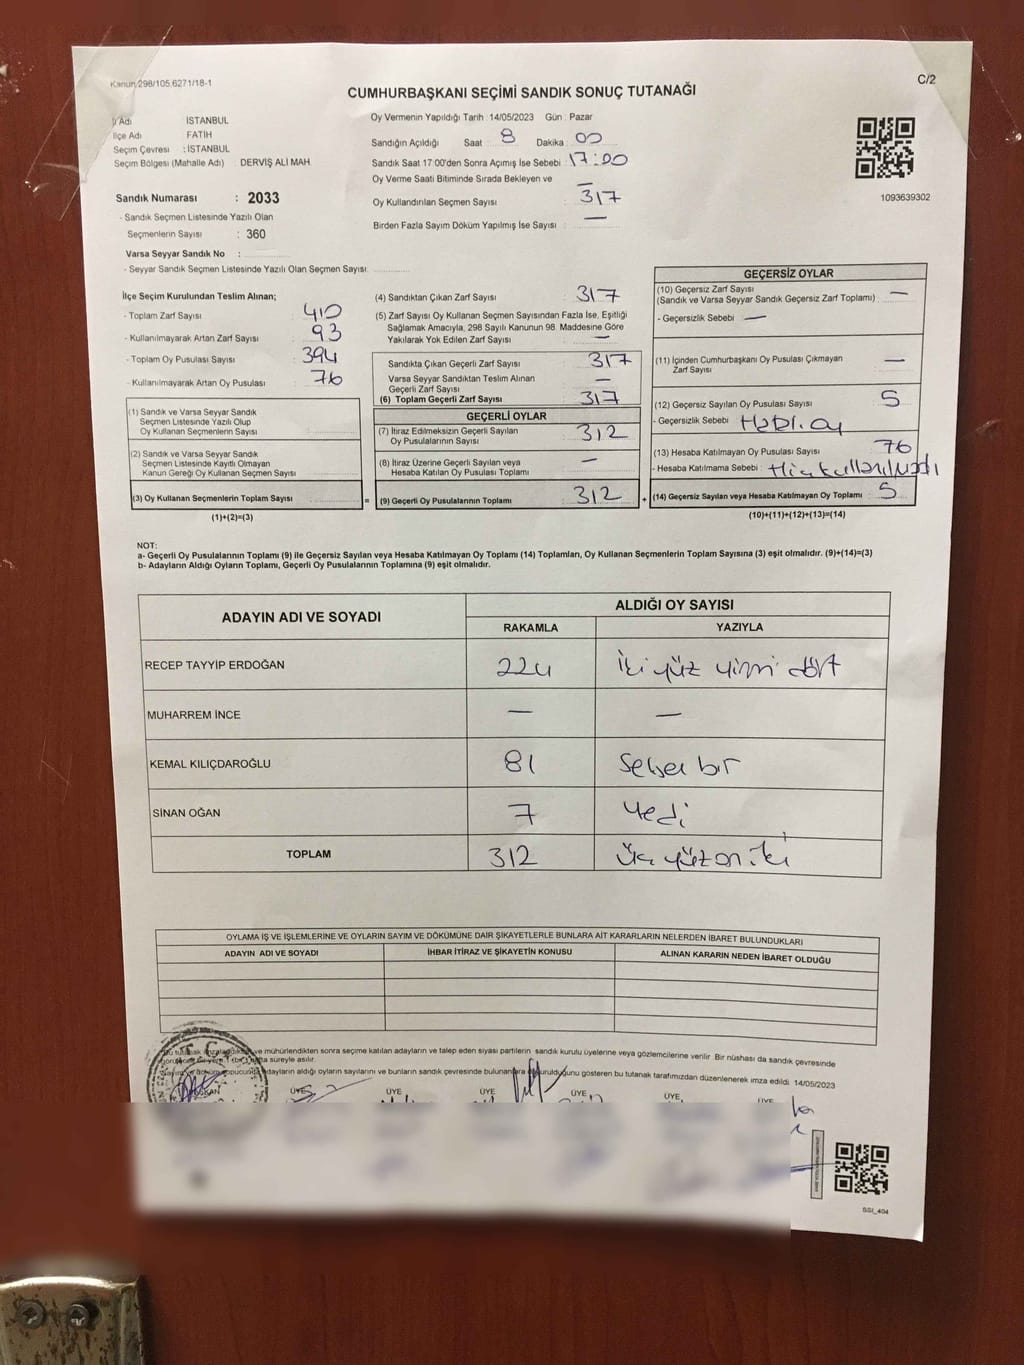 Kanun 298/105,6271/18-1
C/2
CUMHURBAŞKANI SEÇİMİ SANDIK SONUÇ TUTANAĞI
İl Adı İSTANBUL
İlçe Adı FATİH
Seçim Çevresi : İSTANBUL
Seçim Bölgesi (Mahalle Adı) : DERVİŞ ALİ MAH
Sandık Numarası : 2033
- Sandık Seçmen Listesinde Yazılı Olan
Seçmenlerin Sayısı : 360
Varsa Seyyar Sandık No :
- Seyyar Sandık Seçmen Listesinde Yazılı Olan Seçmen Sayısı
Oy Vermenin Yapıldığı Tarih : 14/05/2023 Gün : Pazar
Sandığın Açıldığı Saat 8 Dakika 00
Sandık Saat 17:00'den Sonra Açımış İse Sebebi : 17:00
Oy Verme Saati Bitiminde Sırada Bekleyen ve
Oy Kullandırılan Seçmen Sayısı : 317
Birden Fazla Sayım Döküm Yapılmış İse Sayısı : —
1093639302
İlçe Seçim Kurulundan Teslim Alınan;
- Toplam Zarf Sayısı : 410
- Kullanılmayarak Artan Zarf Sayısı : 93
- Toplam Oy Pusulası Sayısı : 394
- Kullanılmayarak Artan Oy Pusulası : 76
(1) Sandık ve Varsa Seyyar Sandık
Seçmen Listesinde Yazılı Olup
Oy Kullanan Seçmenlerin Sayısı
(2) Sandık ve Varsa Seyyar Sandık
Seçmen Listesinde Kayıtlı Olmayan
Kanun Gereği Oy Kullanan Seçmen Sayısı
(3) Oy Kullanan Seçmenlerin Toplam Sayısı =
(1)+(2)=(3)
(4) Sandıktan Çıkan Zarf Sayısı : 317
(5) Zarf Sayısı Oy Kullanan Seçmen Sayısından Fazla İse, Eşitliği
Sağlamak Amacıyla, 298 Sayılı Kanunun 98. Maddesine Göre
Yakılarak Yok Edilen Zarf Sayısı : —
Sandıkta Çıkan Geçerli Zarf Sayısı : 317
Varsa Seyyar Sandıktan Teslim Alınan
Geçerli Zarf Sayısı : —
(6) Toplam Geçerli Zarf Sayısı : 317
GEÇERLİ OYLAR
(7) İtiraz Edilmeksizin Geçerli Sayılan
Oy Pusulalarının Sayısı : 312
(8) İtiraz Üzerine Geçerli Sayılan veya
Hesaba Katılan Oy Pusulası Toplamı : —
(9) Geçerli Oy Pusulalarının Toplamı : 312 +
GEÇERSİZ OYLAR
(10) Geçersiz Zarf Sayısı
(Sandık ve Varsa Seyyar Sandık Geçersiz Zarf Toplamı) : —
- Geçersizlik Sebebi : —
(11) İçinden Cumhurbaşkanı Oy Pusulası Çıkmayan
Zarf Sayısı : —
(12) Geçersiz Sayılan Oy Pusulası Sayısı : 5
- Geçersizlik Sebebi :
(13) Hesaba Katılmayan Oy Pusulası Sayısı : 76
- Hesaba Katılmama Sebebi : Hiç kullanılmadı
(14) Geçersiz Sayılan veya Hesaba Katılmayan Oy Toplamı : 5
(10)+(11)+(12)+(13)=(14)
NOT:
a- Geçerli Oy Pusulalarının Toplamı (9) ile Geçersiz Sayılan veya Hesaba Katılmayan Oy Toplamı (14) Toplamları, Oy Kullanan Seçmenlerin Toplam Sayısına (3) eşit olmalıdır. (9)+(14)=(3)
b- Adayların Aldığı Oyların Toplamı, Geçerli Oy Pusulalarının Toplamına (9) eşit olmalıdır.
ADAYIN ADI VE SOYADI ALDIĞI OY SAYISI
RAKAMLA YAZIYLA
RECEP TAYYİP ERDOĞAN 224 İki yüz yirmi dört
MUHARREM İNCE — —
KEMAL KILIÇDAROĞLU 81 Seksen bir
SİNAN OĞAN 7 Yedi
TOPLAM 312 Üç yüz on iki
OYLAMA İŞ VE İŞLEMLERİNE VE OYLARIN SAYIM VE DÖKÜMÜNE DAİR ŞİKAYETLERLE BUNLARA AİT KARARLARIN NELERDEN İBARET BULUNDUKLARI
ADAYIN ADI VE SOYADI İHBAR İTİRAZ VE ŞİKAYETİN KONUSU ALINAN KARARIN NEDEN İBARET OLDUĞU
Bu tutanak ve mühürlendikten sonra seçime katılan adayların ve talep eden siyasi partilerin sandık kurulu üyelerine veya gözlemcilerine verilir. Bir nüshası da sandık çevresinde
süreyle asılır.
adayların aldığı oyların sayılarını ve bunların sandık çevresinde gösteren bu tutanak tarafımızdan düzenlenerek imza edildi. 14/05/2023
BAŞKAN ÜYE ÜYE ÜYE ÜYE ÜYE ÜYE
SSI_404